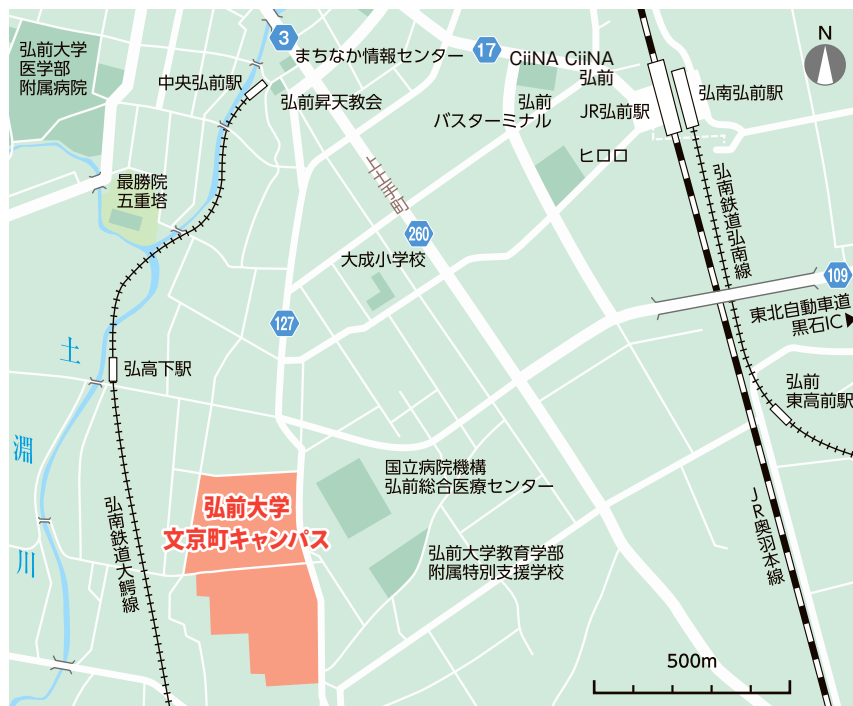 弘前大学
医学部
附属病院
3
まちなか情報センター
17
CiiNA CiiNA
弘前
N
中央弘前駅
弘前昇天教会
弘前
バスターミナル
JR弘前駅
弘南弘前駅
ヒロロ
最勝院
五重塔
上土手町
弘南鉄道弘南線
260
大成小学校
109
東北自動車道
黒石IC
127
土淵川
弘高下駅
弘前
東高前駅
国立病院機構
弘前総合医療センター
弘前大学
文京町キャンパス
弘南鉄道大鰐線
JR奥羽本線
弘前大学教育学部
附属特別支援学校
500m